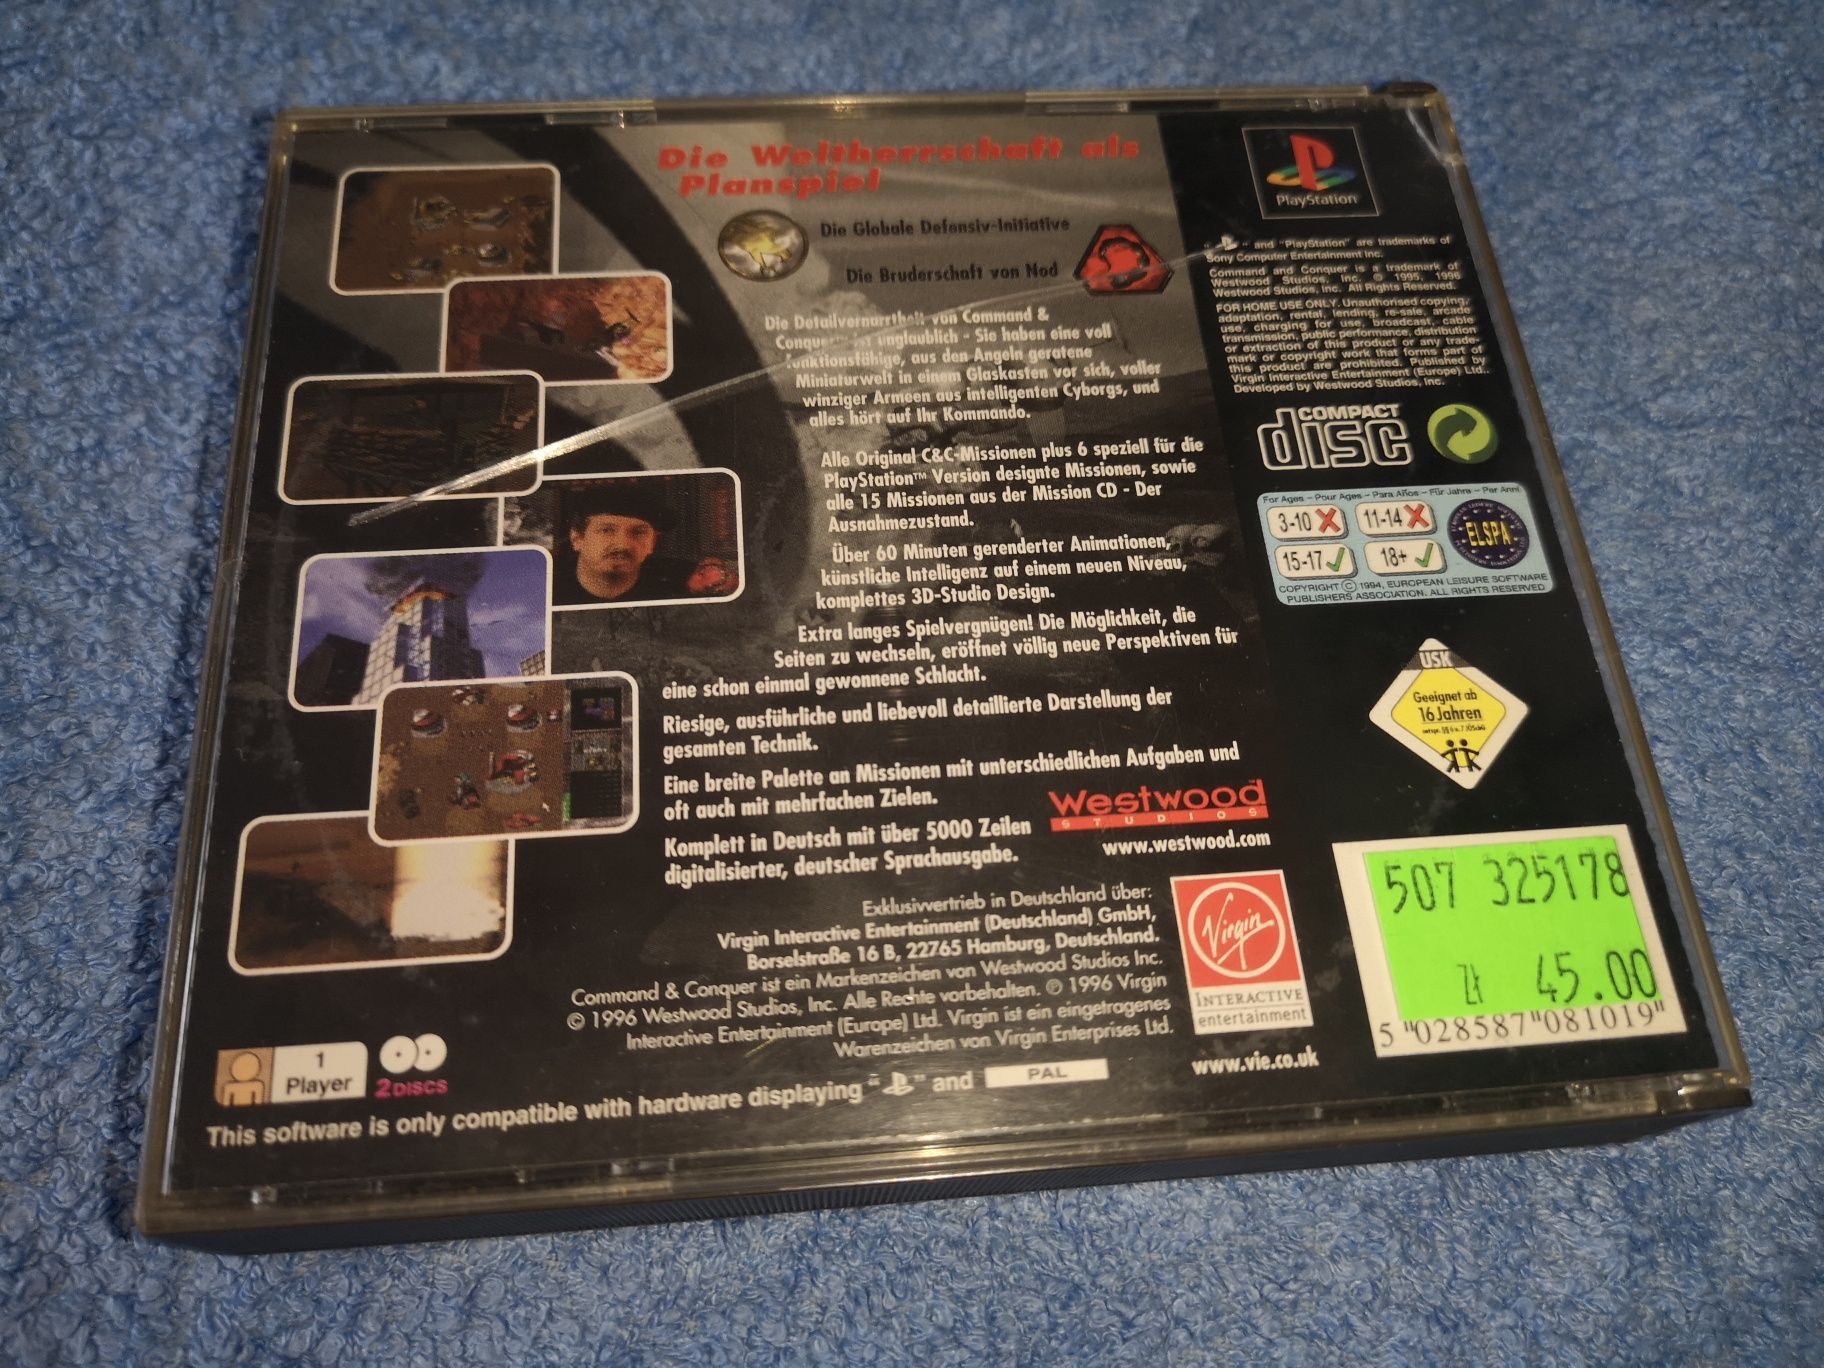 Die Weltherrschaft als
Planspiel
Die Globale Defensiv-Initiative
Die Bruderschaft von Nod
Die Detailvernarrtheit von Command &
Conquer ist unglaublich - Sie haben eine voll
funktionsfähige, aus den Angeln geratene
Miniaturwelt in einem Glaskasten vor sich, voller
winziger Armeen aus intelligenten Cyborgs, und
alles hört auf Ihr Kommando.
Alle Original C&C-Missionen plus 6 speziell für die
PlayStation™ Version designte Missionen, sowie
alle 15 Missionen aus der Mission CD - Der
Ausnahmezustand.
Über 60 Minuten gerenderter Animationen,
künstliche Intelligenz auf einem neuen Niveau,
komplettes 3D-Studio Design.
Extra langes Spielvergnügen! Die Möglichkeit, die
Seiten zu wechseln, eröffnet völlig neue Perspektiven für
eine schon einmal gewonnene Schlacht.
Riesige, ausführliche und liebevoll detaillierte Darstellung der
gesamten Technik.
Eine breite Palette an Missionen mit unterschiedlichen Aufgaben und
oft auch mit mehrfachen Zielen.
Komplett in Deutsch mit über 5000 Zeilen
digitalisierter, deutscher Sprachausgabe.
Westwood
STUDIOS
www.westwood.com
Exklusivvertrieb in Deutschland über:
Virgin Interactive Entertainment (Deutschland) GmbH,
Borselstraße 16 B, 22765 Hamburg, Deutschland.
Command & Conquer ist ein Markenzeichen von Westwood Studios Inc.
© 1996 Westwood Studios, Inc. Alle Rechte vorbehalten. © 1996 Virgin
Interactive Entertainment (Europe) Ltd. Virgin ist ein eingetragenes
Warenzeichen von Virgin Enterprises Ltd.
1
Player
2 DISCS
This software is only compatible with hardware displaying " " and PAL
Virgin
INTERACTIVE
entertainment
www.vie.co.uk
PlayStation
" " and "PlayStation" are trademarks of
Sony Computer Entertainment Inc.
Command and Conquer is a trademark of
Westwood Studios, Inc. © 1995, 1996
Westwood Studios, Inc. All Rights Reserved.
FOR HOME USE ONLY. Unauthorised copying,
adaptation, rental, lending, re-sale, arcade
use, charging for use, broadcast, cable
transmission, public performance, distribution
or extraction of this product or any trade-
mark or copyright work that forms part of
this product are prohibited. Published by
Virgin Interactive Entertainment (Europe) Ltd.
Developed by Westwood Studios, Inc.
COMPACT
disc
For Ages - Pour Ages - Para Años - Für Jahre - Per Anni
3-10 11-14
15-17 18+
ELSPA
COPYRIGHT © 1994, EUROPEAN LEISURE SOFTWARE
PUBLISHERS ASSOCIATION. ALL RIGHTS RESERVED
USK
Geeignet ab
16 Jahren
507 325178
zł 45.00
5 028587 081019